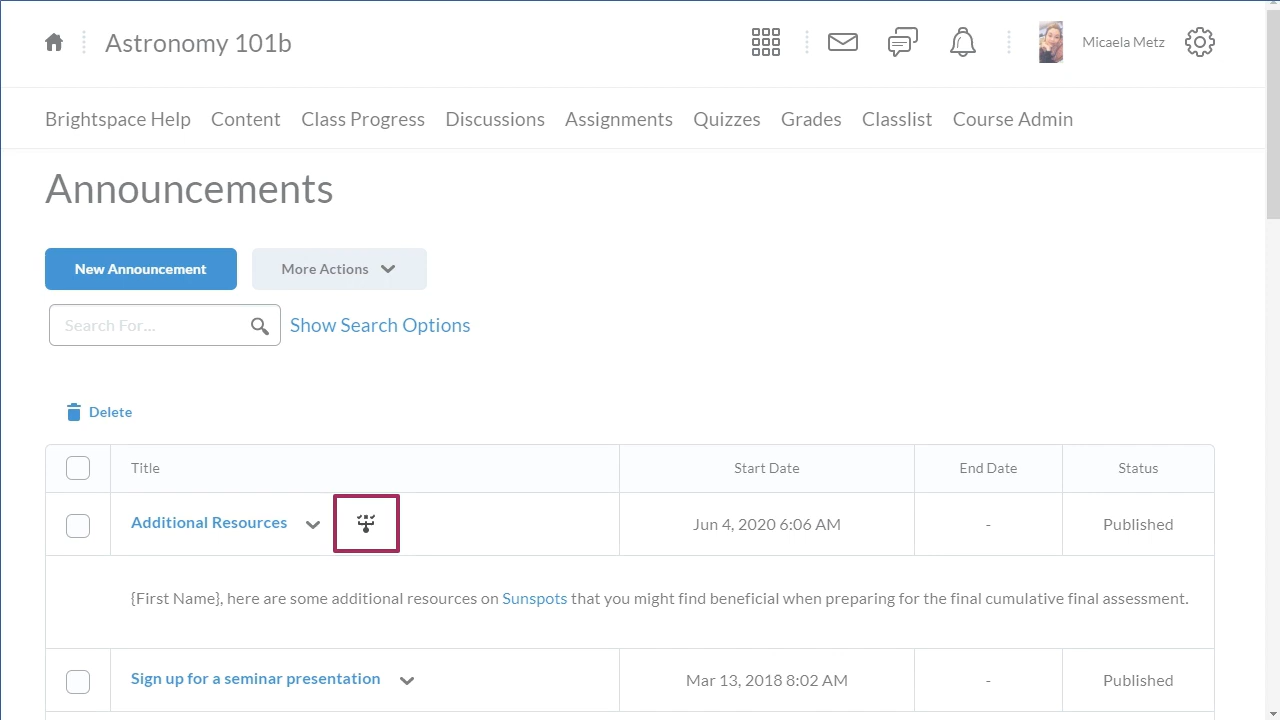 Astronomy 101b
Micaela Metz
Brightspace Help Content Class Progress Discussions Assignments Quizzes Grades Classlist Course Admin
Announcements
New Announcement More Actions
Search For... Show Search Options
Delete
Title Start Date End Date Status
Additional Resources Jun 4, 2020 6:06 AM - Published
{First Name}, here are some additional resources on Sunspots that you might find beneficial when preparing for the final cumulative final assessment.
Sign up for a seminar presentation Mar 13, 2018 8:02 AM - Published